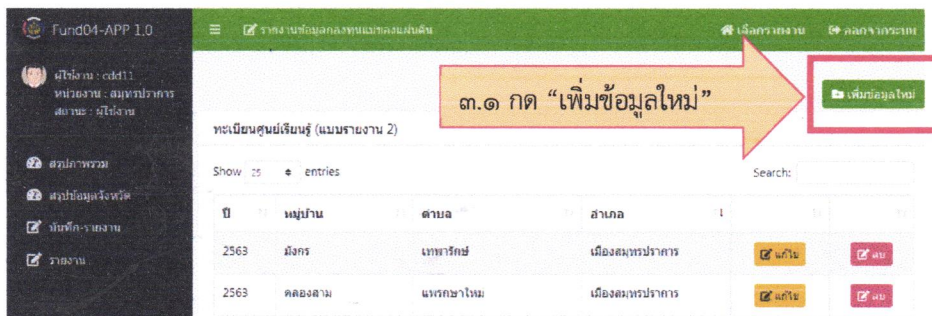 Fund04-APP 1.0
รายงานข้อมูลกองทุนแม่ของแผ่นดิน
เลือกรายงาน
ออกจากระบบ
ผู้ใช้งาน : cdd11
หน่วยงาน : สมุทรปราการ
สถานะ : ผู้ใช้งาน
๓.๑ กด “เพิ่มข้อมูลใหม่”
เพิ่มข้อมูลใหม่
ทะเบียนศูนย์เรียนรู้ (แบบรายงาน 2)
สรุปภาพรวม
สรุปข้อมูลจังหวัด
บันทึก-รายงาน
รายงาน
Show 25 entries
Search:
ปี หมู่บ้าน ตำบล อำเภอ
2563 มังกร เทพารักษ์ เมืองสมุทรปราการ แก้ไข ลบ
2563 คลองสาม แพรกษาใหม่ เมืองสมุทรปราการ แก้ไข ลบ